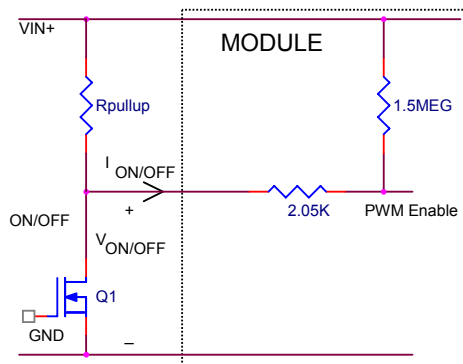 VIN+
MODULE
Rpullup
1.5MEG
I ON/OFF
+
2.05K
PWM Enable
ON/OFF
V ON/OFF
Q1
GND
–